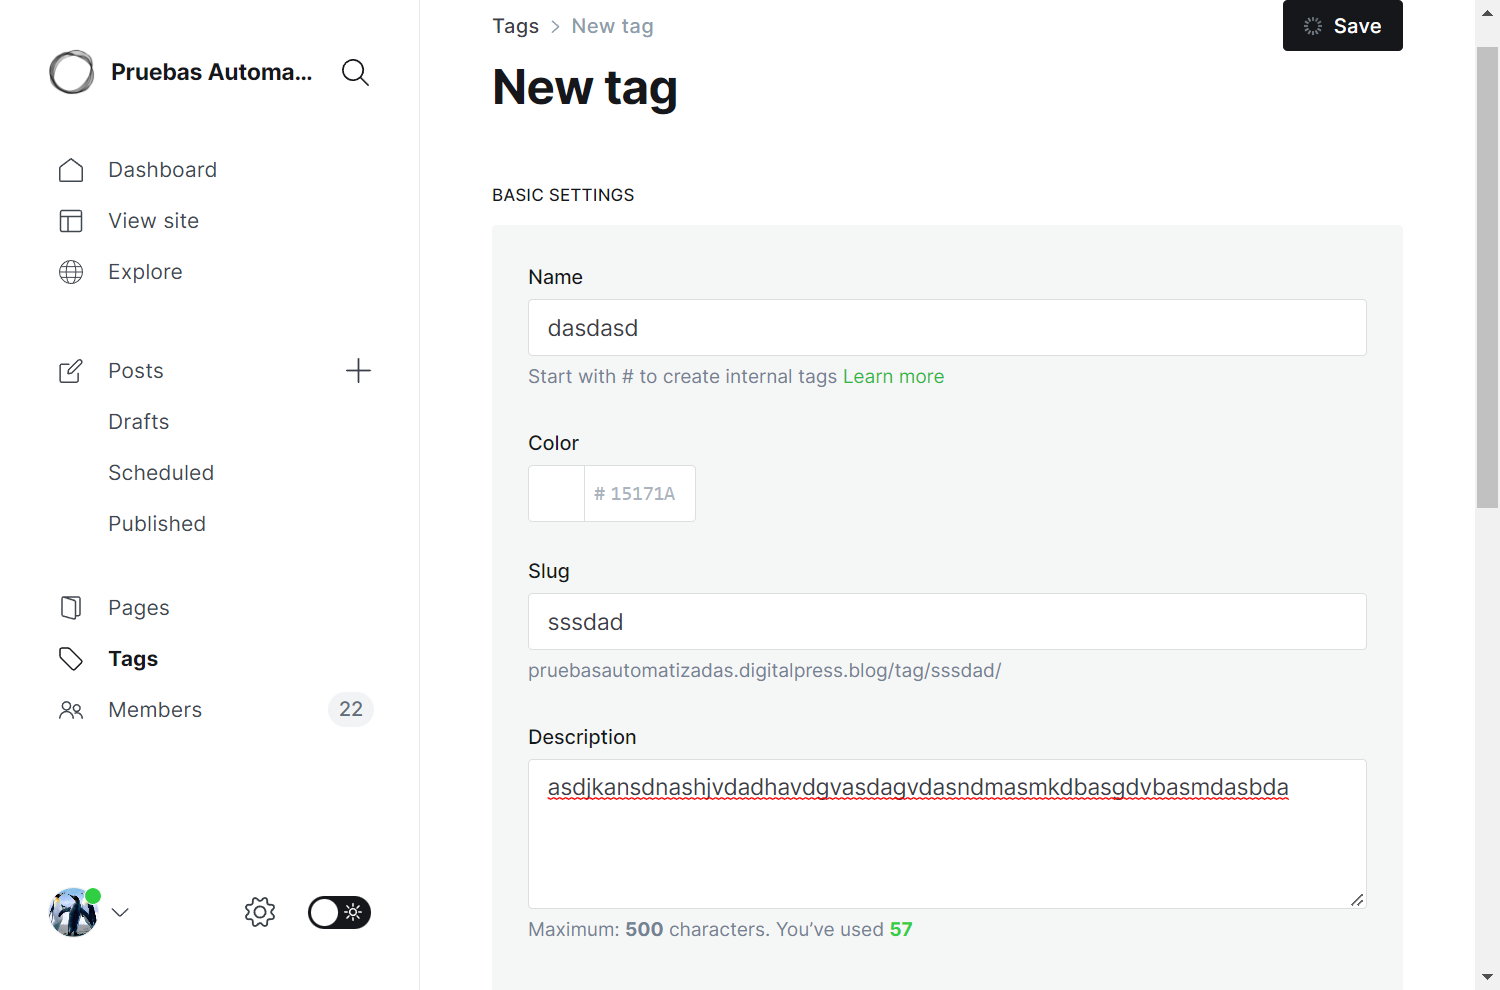 Pruebas Automa...
Dashboard
View site
Explore
Posts
Drafts
Scheduled
Published
Pages
Tags
Members
22
Tags > New tag
Save
New tag
BASIC SETTINGS
Name
dasdasd
Start with # to create internal tags Learn more
Color
# 15171A
Slug
sssdad
pruebasautomatizadas.digitalpress.blog/tag/sssdad/
Description
asdjkansdnashjvdadhavdgvasdagvdasndmasmkdbasgdvbasmdasbda
Maximum: 500 characters. You’ve used 57